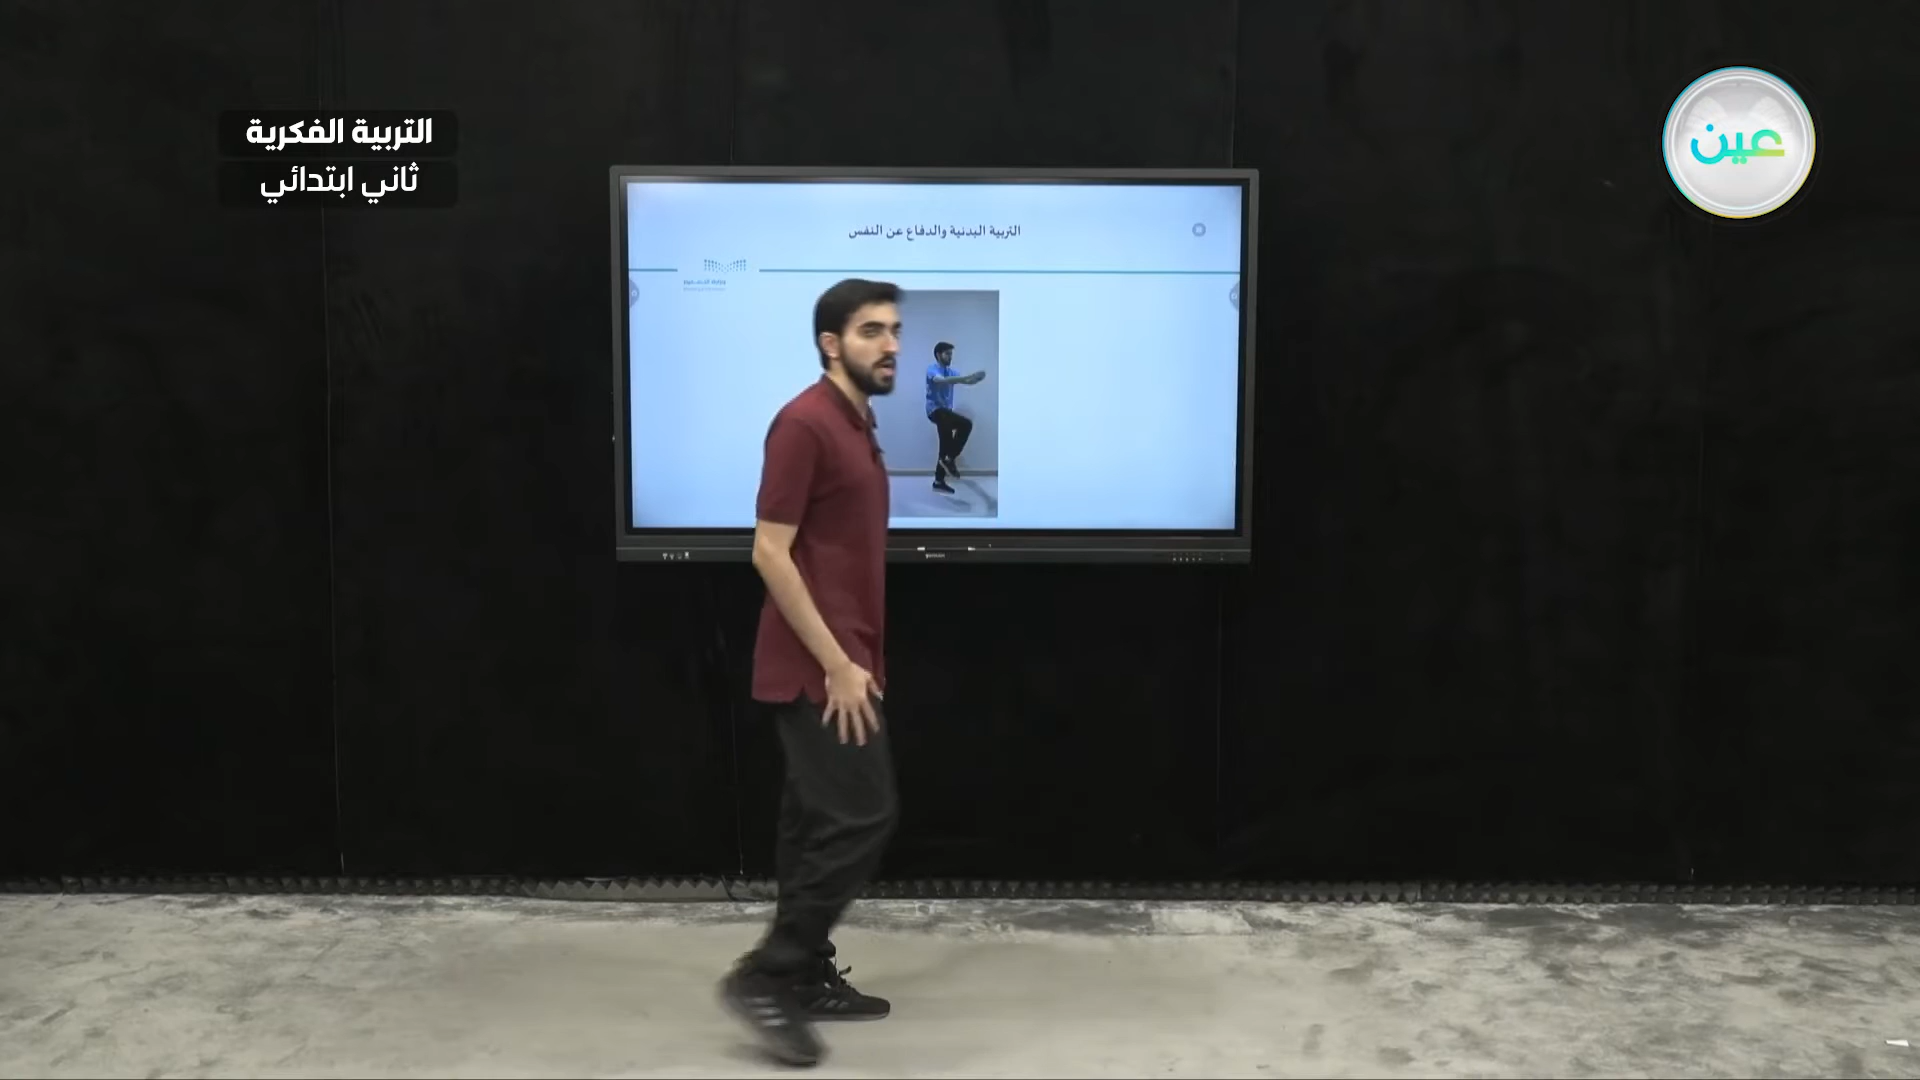 التربية الفكرية
ثاني ابتدائي
عين
التربية البدنية والدفاع عن النفس